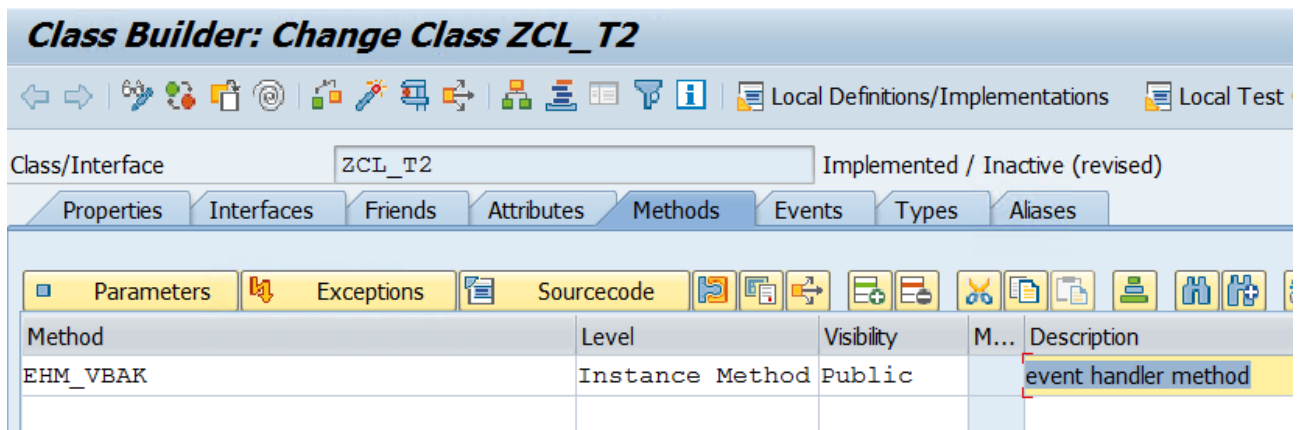 Class Builder: Change Class ZCL_T2
Local Definitions/Implementations Local Test
Class/Interface ZCL_T2 Implemented / Inactive (revised)
Properties Interfaces Friends Attributes Methods Events Types Aliases
Parameters Exceptions Sourcecode
Method Level Visibility M... Description
EHM_VBAK Instance Method Public event handler method